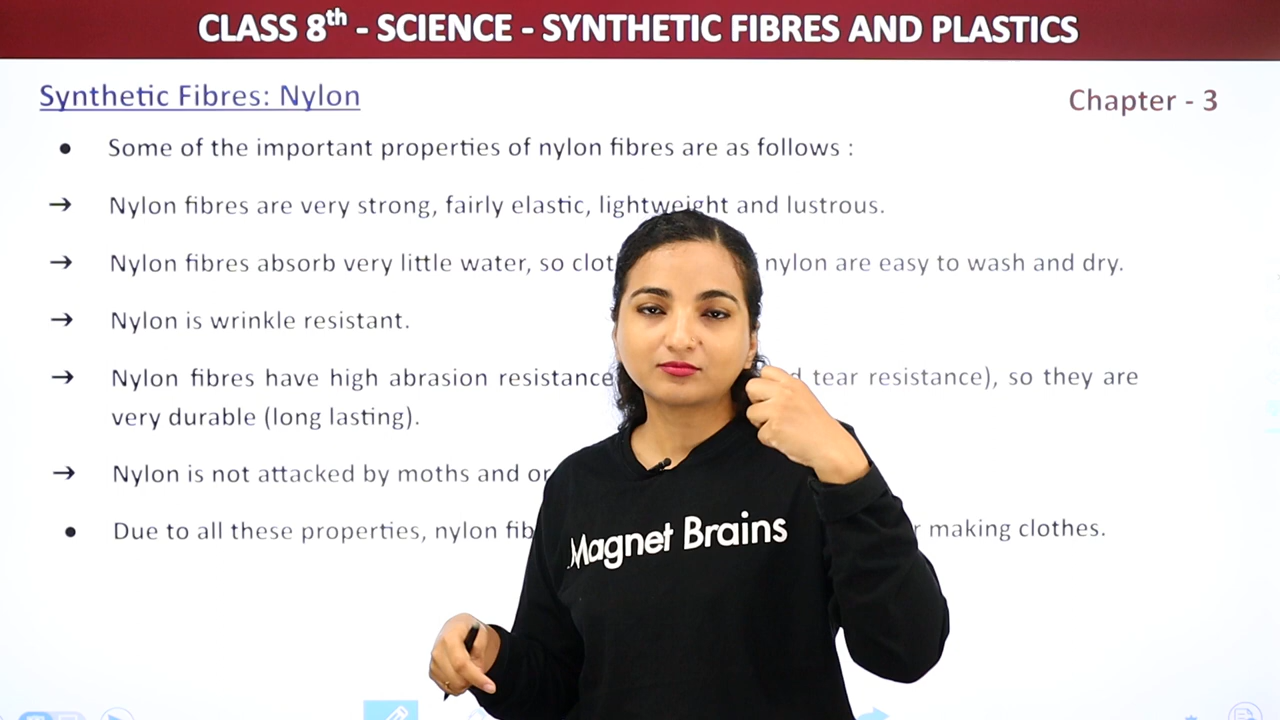 CLASS 8th - SCIENCE - SYNTHETIC FIBRES AND PLASTICS
Synthetic Fibres: Nylon
Chapter - 3
Some of the important properties of nylon fibres are as follows :
Nylon fibres are very strong, fairly elastic, lightweight and lustrous.
Nylon fibres absorb very little water, so nylon are easy to wash and dry.
Nylon is wrinkle resistant.
Nylon fibres have high abrasion resistance tear resistance), so they are
very durable (long lasting).
Nylon is not attacked by moths and
Due to all these properties, nylon making clothes.
Magnet Brains